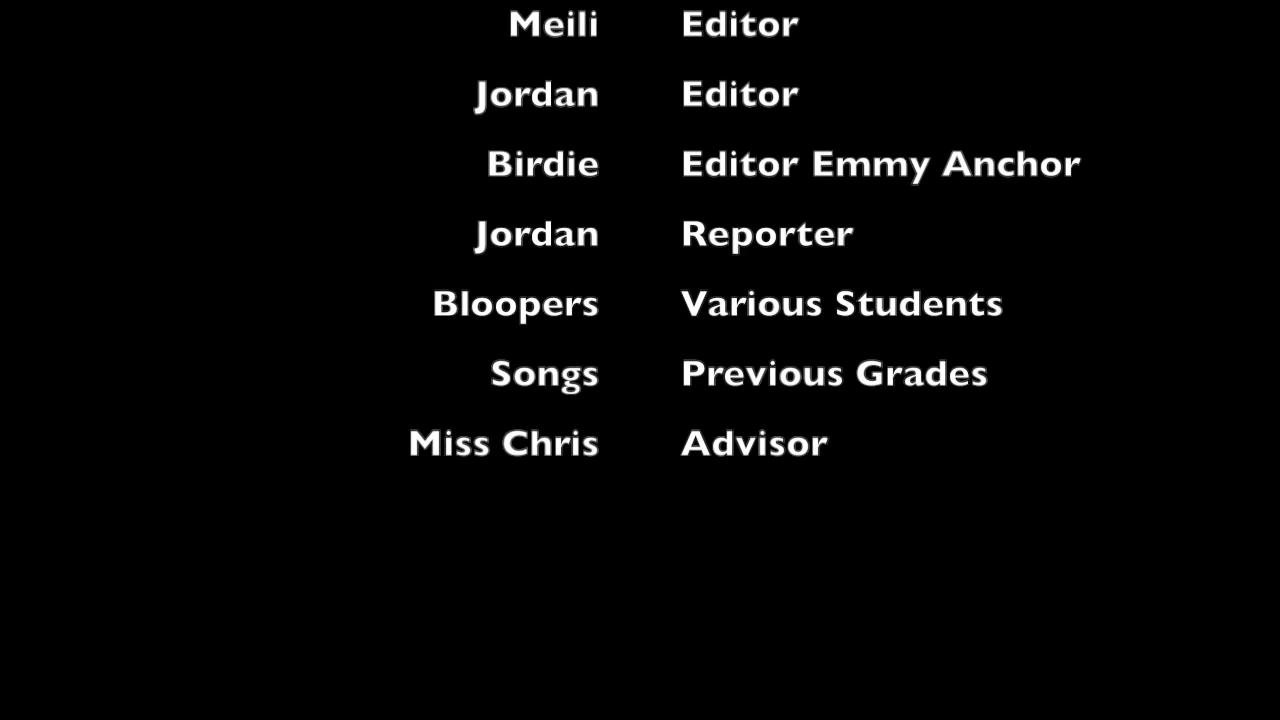 Meili Editor
Jordan Editor
Birdie Editor Emmy Anchor
Jordan Reporter
Bloopers Various Students
Songs Previous Grades
Miss Chris Advisor